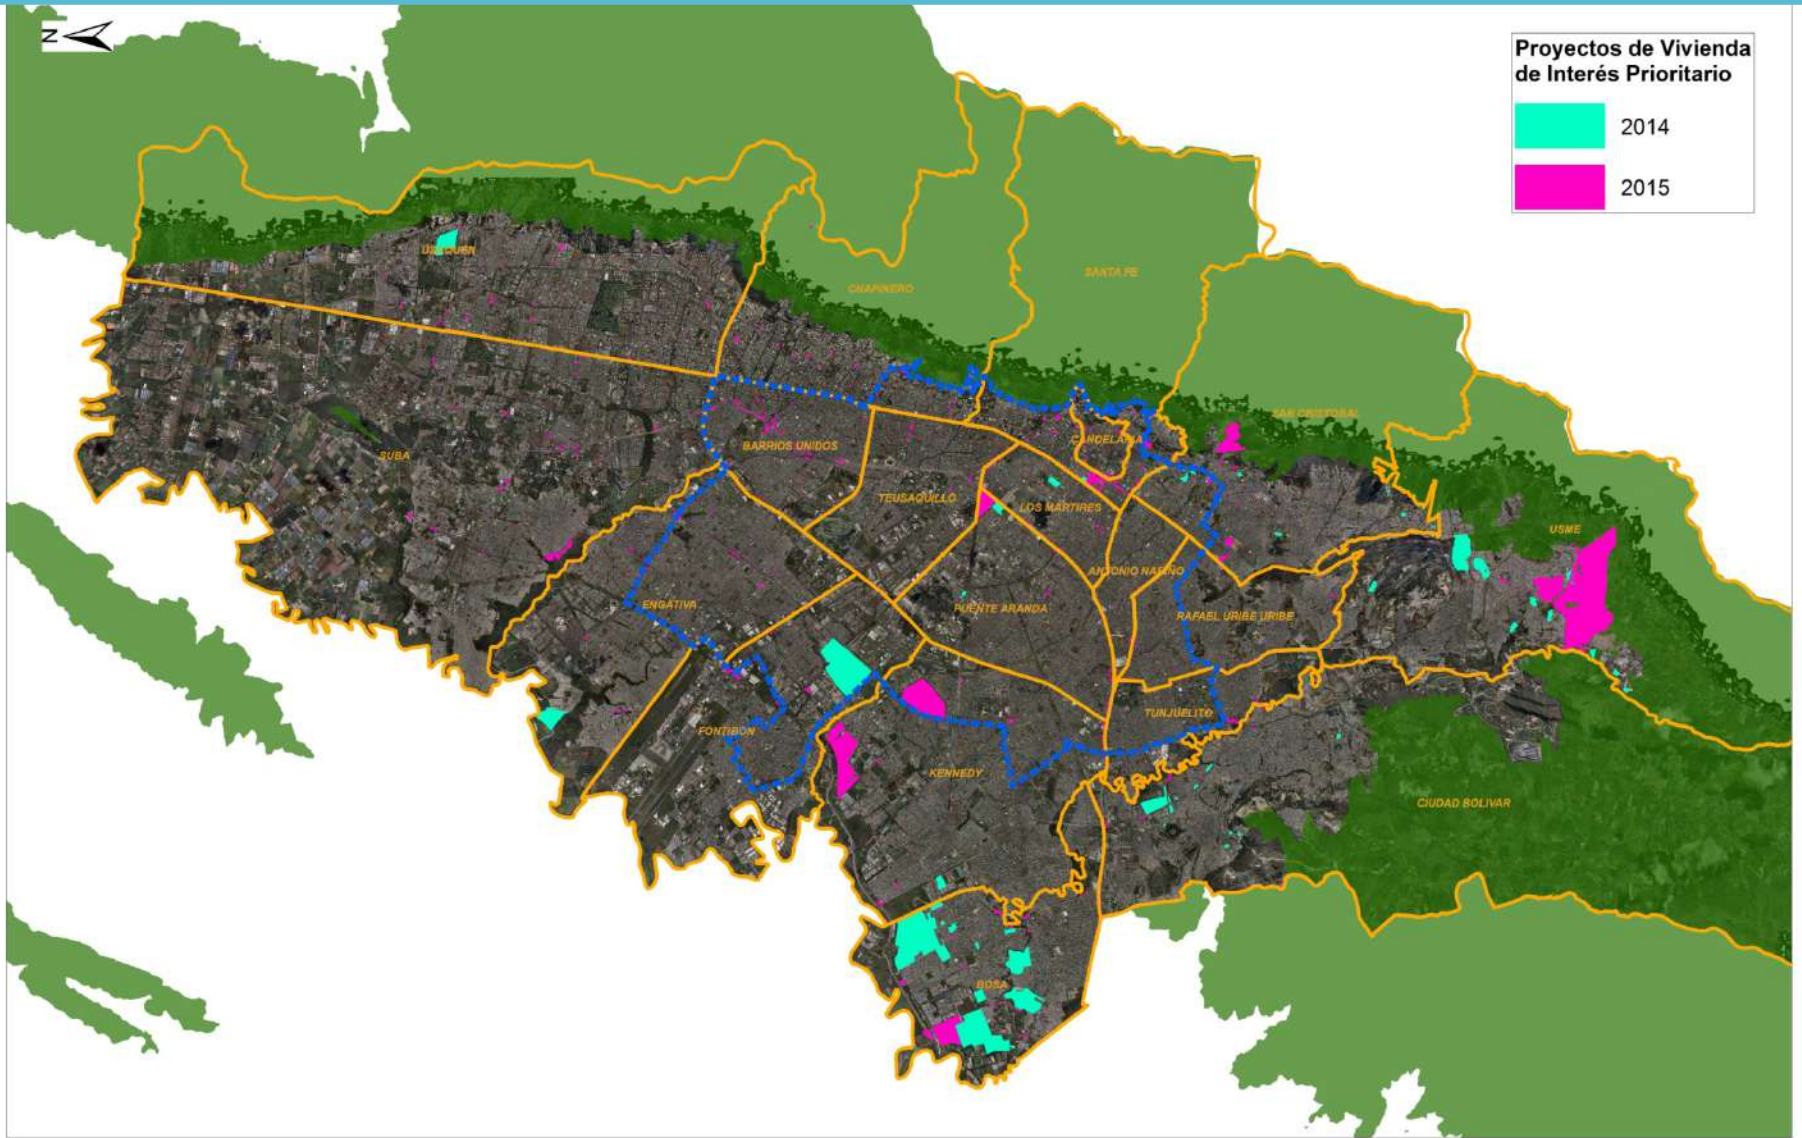 N
Proyectos de Vivienda
de Interés Prioritario
2014
2015
USAQUEN
CHAPINERO
SANTA FE
SAN CRISTOBAL
CANDELARIA
BARRIOS UNIDOS
SUBA
TEUSAQUILLO
LOS MARTIRES
USME
ANTONIO NARIÑO
ENGATIVA
PUENTE ARANDA
RAFAEL URIBE URIBE
TUNJUELITO
FONTIBON
KENNEDY
CIUDAD BOLIVAR
BOSA